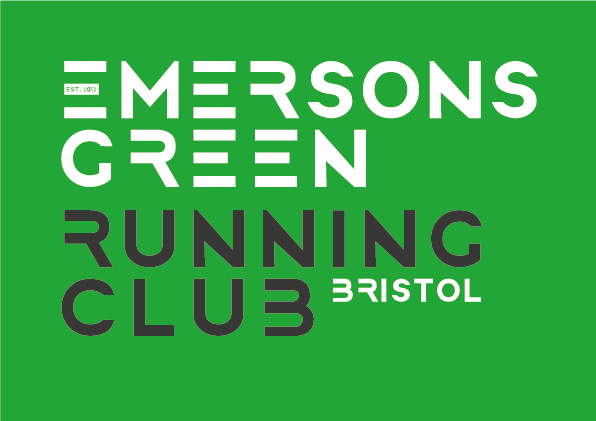 EMERSONS
EST. 2012
GREEN
RUNNING
CLUB
BRISTOL